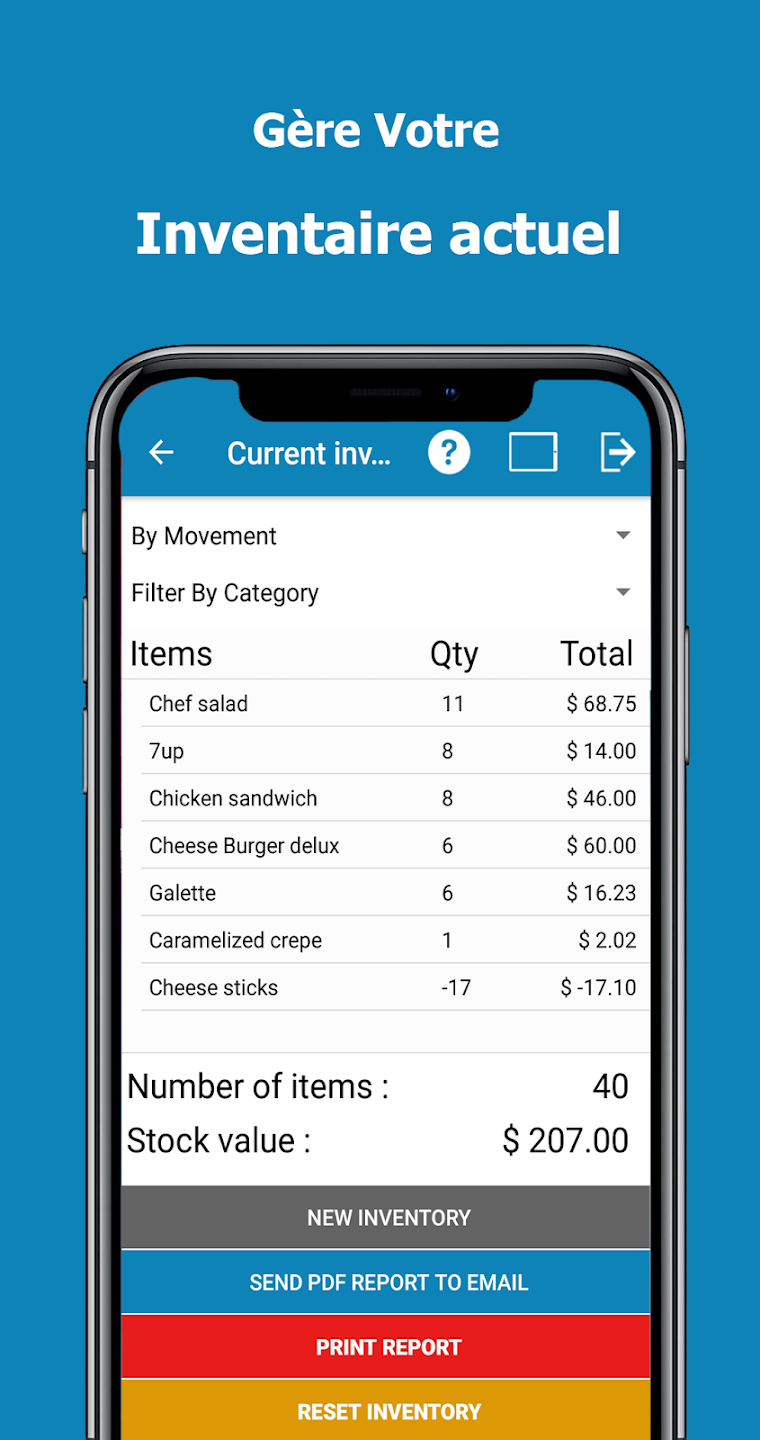 Gère Votre
Inventaire actuel
Current inv...
?
By Movement
Filter By Category
Items Qty Total
Chef salad 11 $ 68.75
7up 8 $ 14.00
Chicken sandwich 8 $ 46.00
Cheese Burger delux 6 $ 60.00
Galette 6 $ 16.23
Caramelized crepe 1 $ 2.02
Cheese sticks -17 $ -17.10
Number of items : 40
Stock value : $ 207.00
NEW INVENTORY
SEND PDF REPORT TO EMAIL
PRINT REPORT
RESET INVENTORY